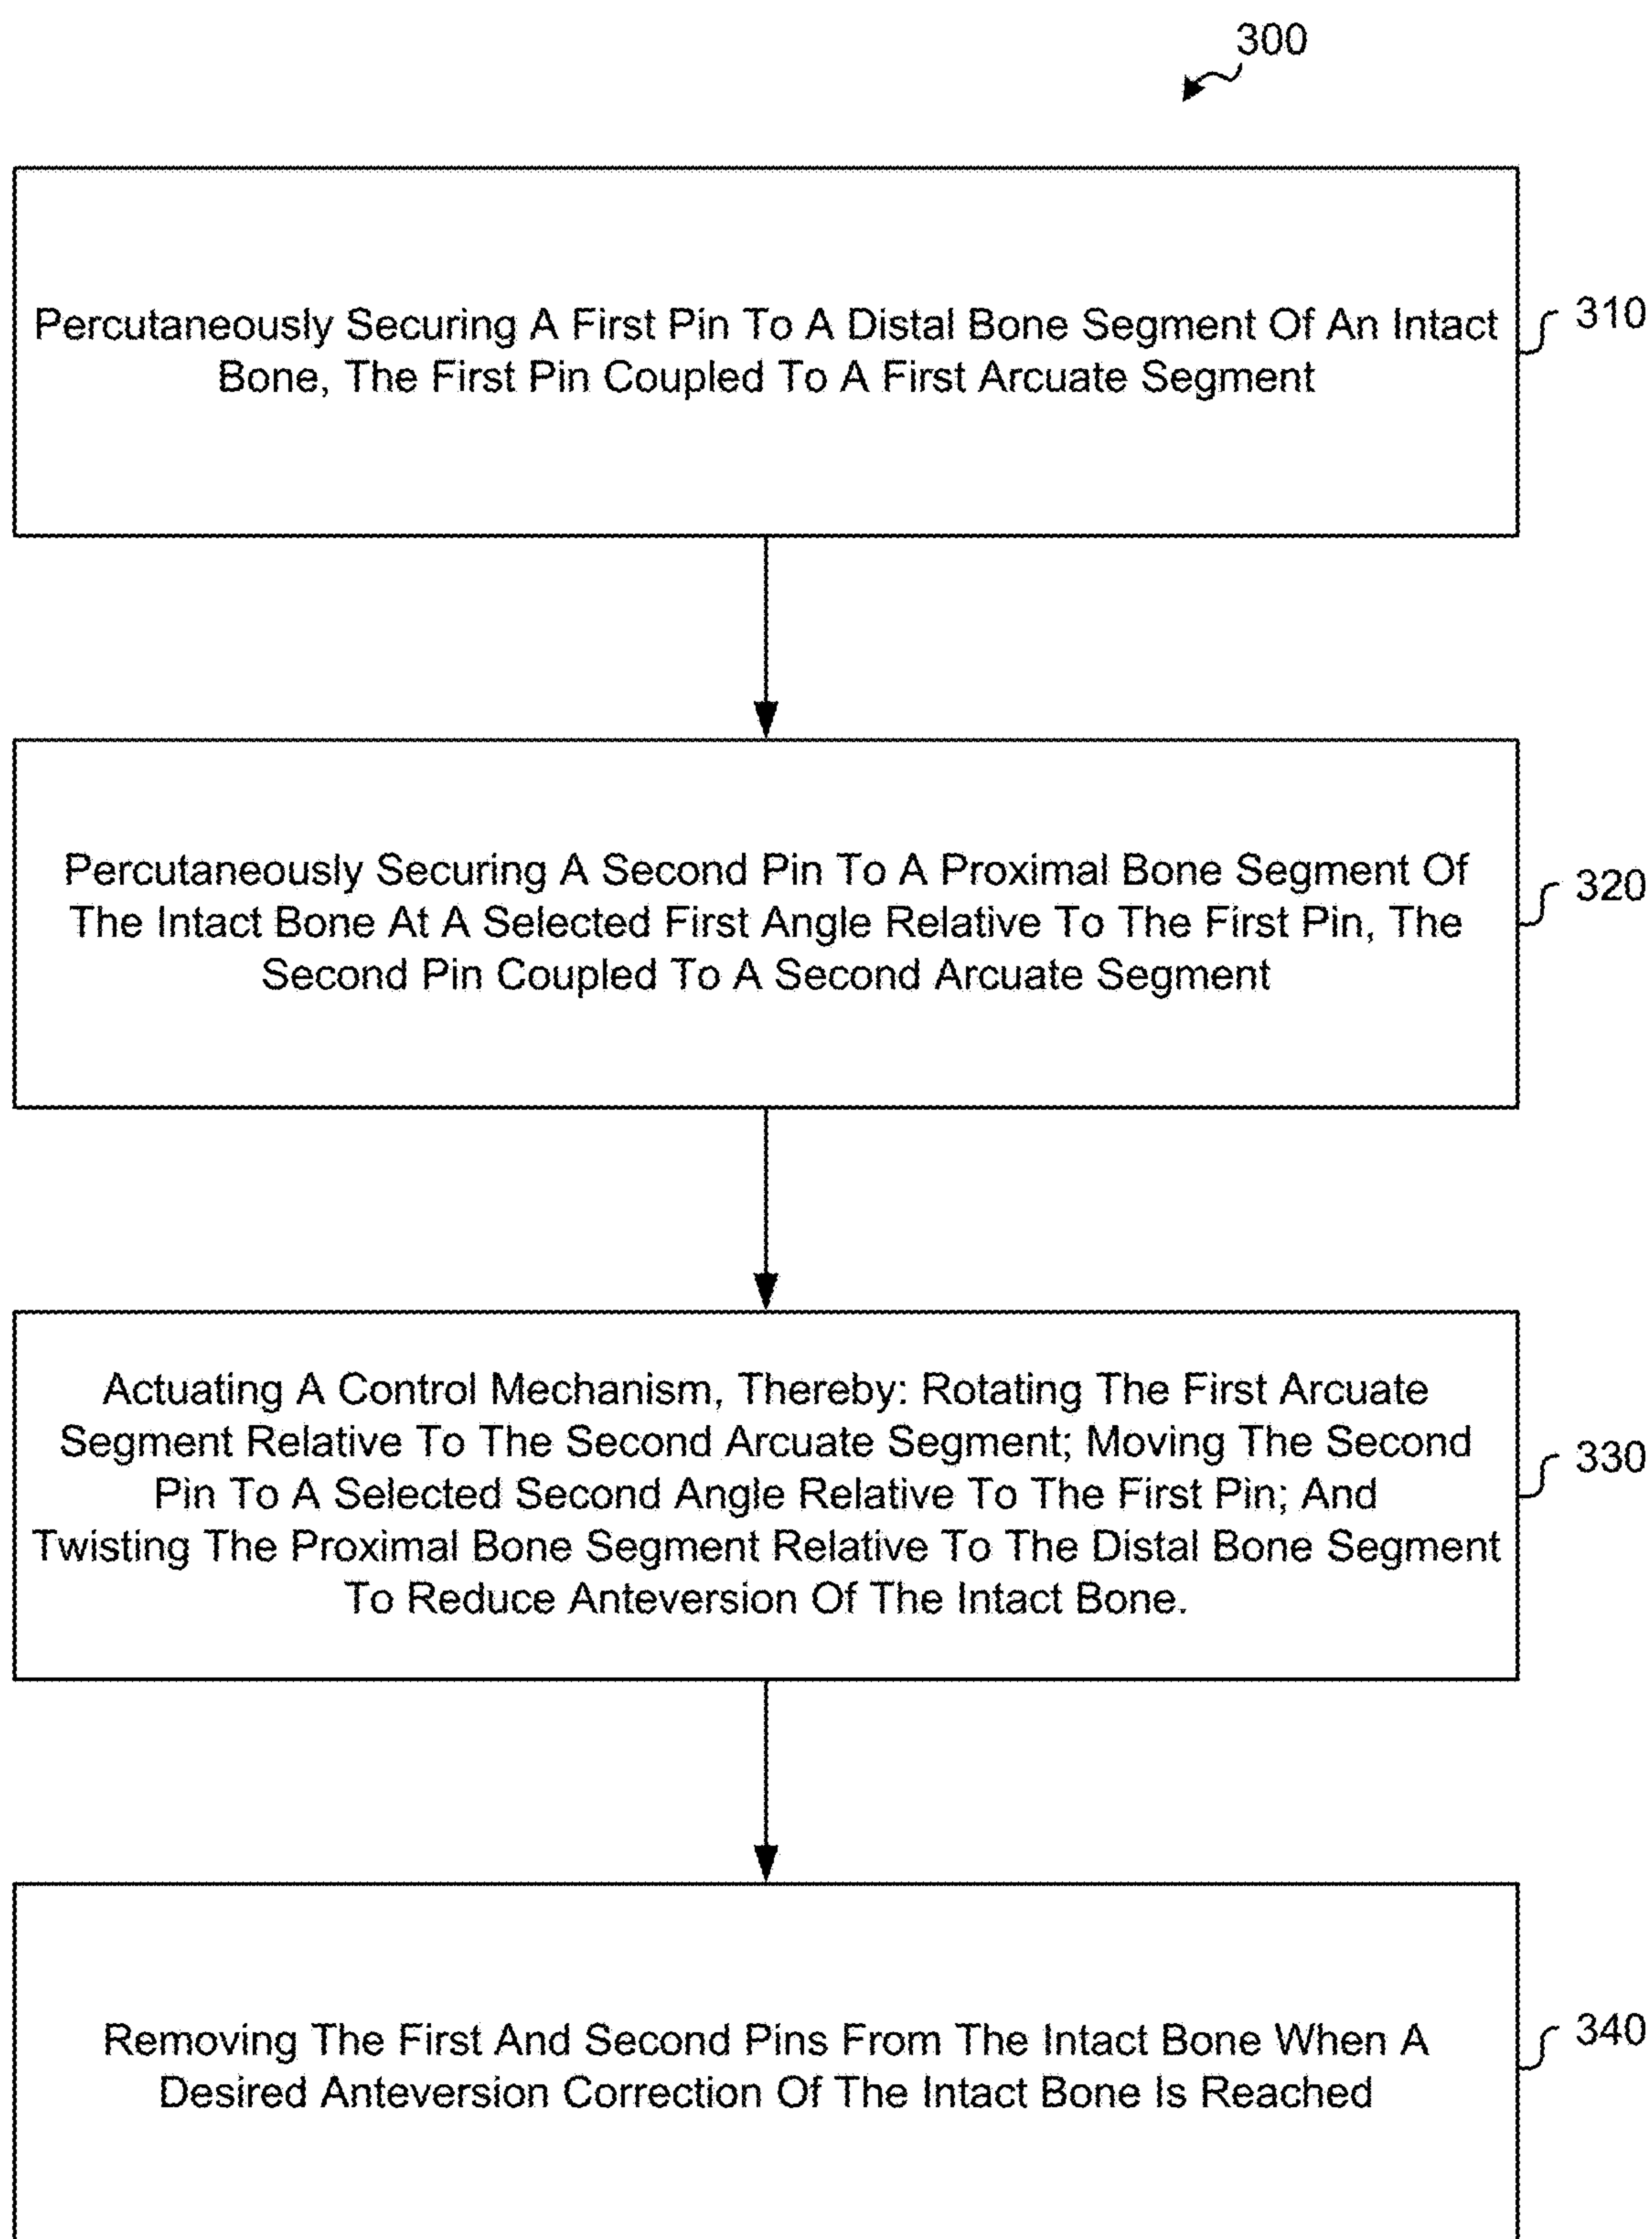 300
Percutaneously Securing A First Pin To A Distal Bone Segment Of An Intact
Bone, The First Pin Coupled To A First Arcuate Segment
310
Percutaneously Securing A Second Pin To A Proximal Bone Segment Of
The Intact Bone At A Selected First Angle Relative To The First Pin, The
Second Pin Coupled To A Second Arcuate Segment
320
Actuating A Control Mechanism, Thereby: Rotating The First Arcuate
Segment Relative To The Second Arcuate Segment; Moving The Second
Pin To A Selected Second Angle Relative To The First Pin; And
Twisting The Proximal Bone Segment Relative To The Distal Bone Segment
To Reduce Anteversion Of The Intact Bone.
330
Removing The First And Second Pins From The Intact Bone When A
Desired Anteversion Correction Of The Intact Bone Is Reached
340